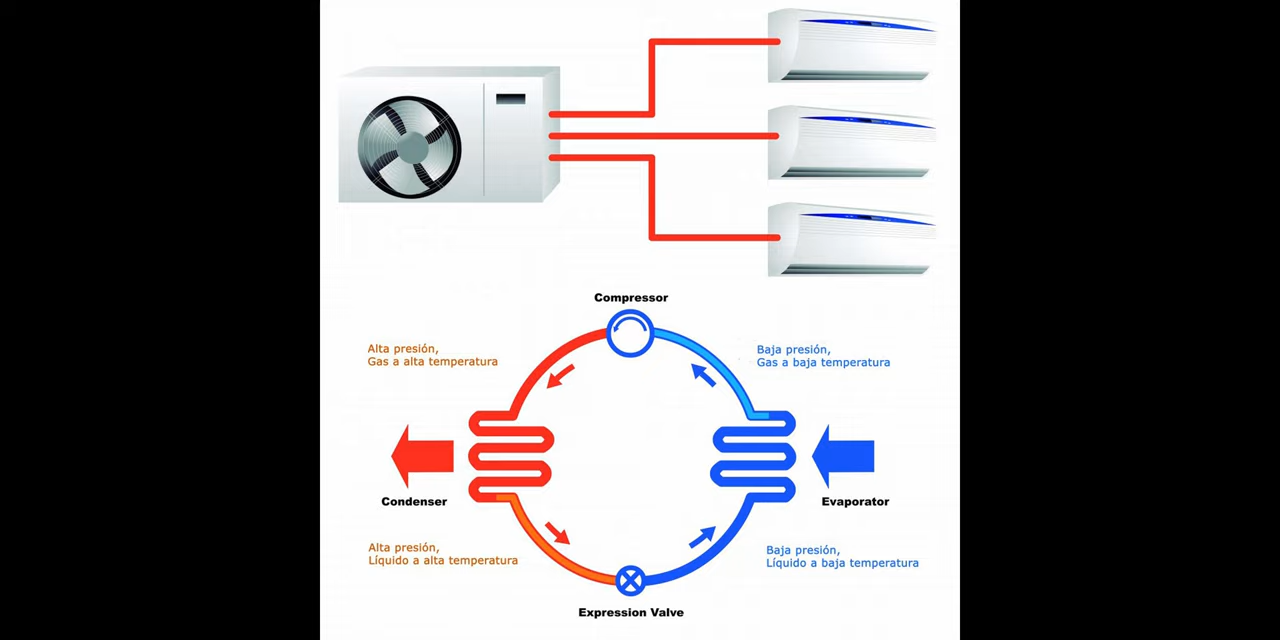 Compressor
Alta presión,
Gas a alta temperatura
Baja presión,
Gas a baja temperatura
Condenser
Evaporator
Alta presión,
Líquido a alta temperatura
Baja presión,
Líquido a baja temperatura
Expression Valve